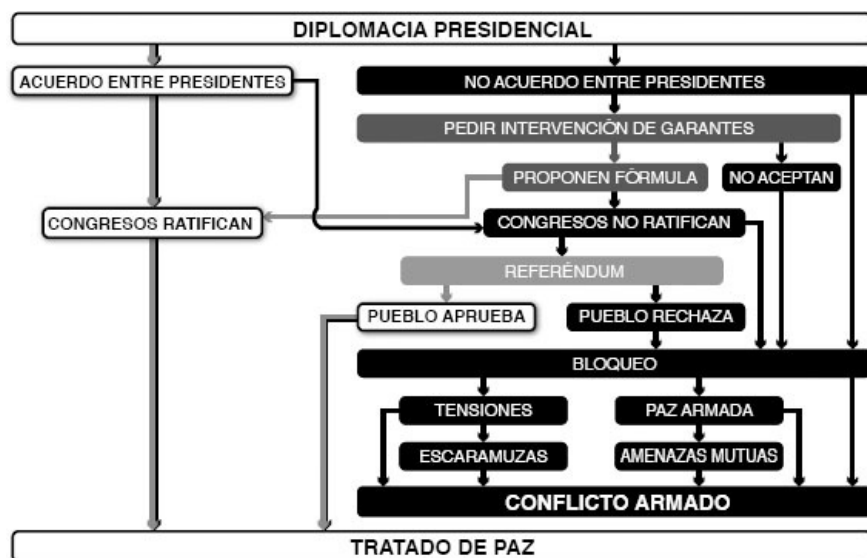 DIPLOMACIA PRESIDENCIAL
ACUERDO ENTRE PRESIDENTES
NO ACUERDO ENTRE PRESIDENTES
PEDIR INTERVENCIÓN DE GARANTES
PROPONEN FÓRMULA
NO ACEPTAN
CONGRESOS RATIFICAN
CONGRESOS NO RATIFICAN
REFERÉNDUM
PUEBLO APRUEBA
PUEBLO RECHAZA
BLOQUEO
TENSIONES
PAZ ARMADA
ESCARAMUZAS
AMENAZAS MUTUAS
CONFLICTO ARMADO
TRATADO DE PAZ